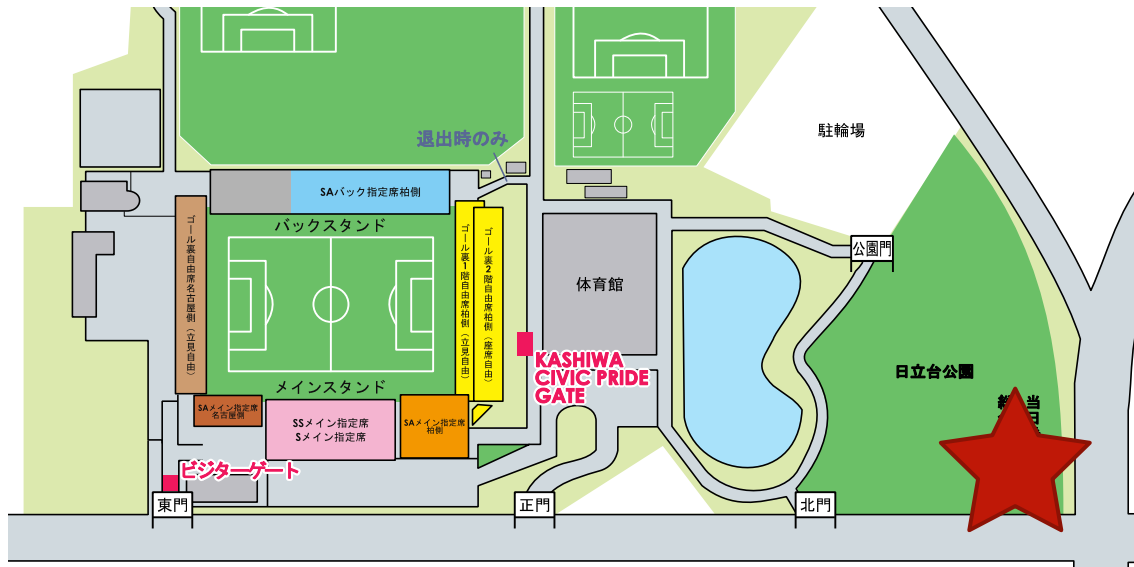 駐輪場
退出時のみ
SAバック指定席柏側
バックスタンド
ゴール裏自由席名古屋側（立見自由）
ゴール裏1階自由席柏側（立見自由）
ゴール裏2階自由席柏側（座席自由）
体育館
公園門
KASHIWA
CIVIC PRIDE
GATE
日立台公園
メインスタンド
SAメイン指定席
名古屋側
SSメイン指定席
Sメイン指定席
SAメイン指定席
柏側
当日
ビジターゲート
東門
正門
北門